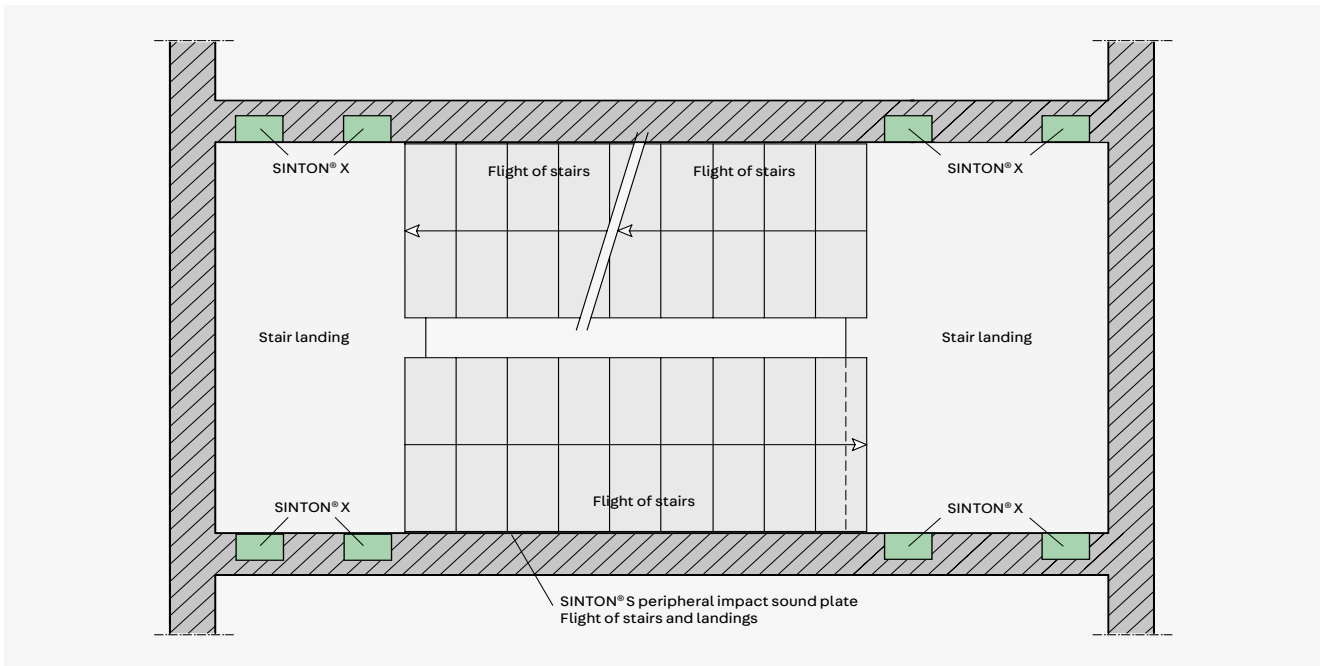 SINTON® X
SINTON® X
Flight of stairs
Flight of stairs
Stair landing
Stair landing
Flight of stairs
SINTON® X
SINTON® X
SINTON® S peripheral impact sound plate
Flight of stairs and landings